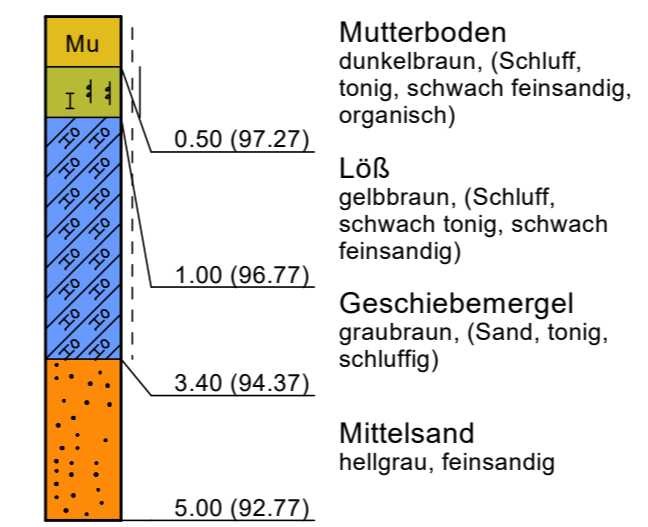 Mu
Mutterboden
dunkelbraun, (Schluff,
tonig, schwach feinsandig,
organisch)
0.50 (97.27)
Löß
gelbbraun, (Schluff,
schwach tonig, schwach
feinsandig)
1.00 (96.77)
Geschiebemergel
graubraun, (Sand, tonig,
schluffig)
3.40 (94.37)
Mittelsand
hellgrau, feinsandig
5.00 (92.77)